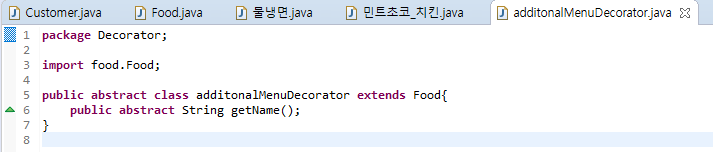 Customer.java Food.java 물냉면.java 민트초코_치킨.java additonalMenuDecorator.java
1 package Decorator;
2
3 import food.Food;
4
5 public abstract class additonalMenuDecorator extends Food{
6 public abstract String getName();
7 }
8